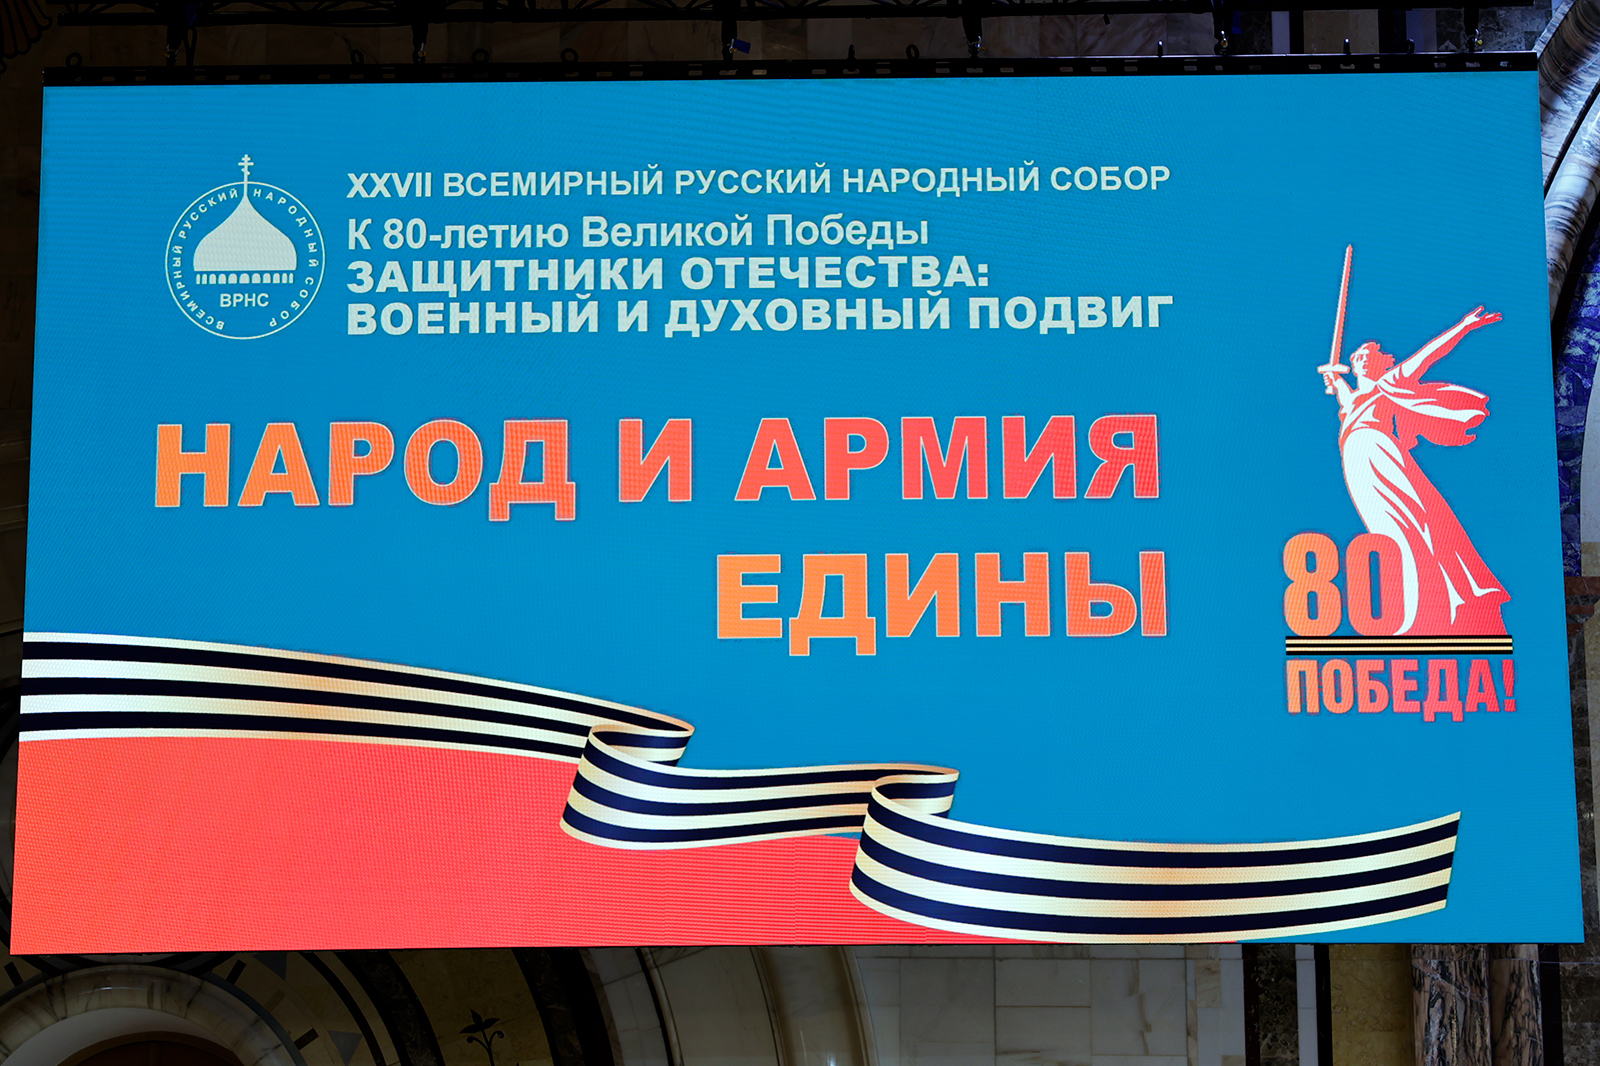 XXVII ВСЕМИРНЫЙ РУССКИЙ НАРОДНЫЙ СОБОР
К 80-летию Великой Победы
ЗАЩИТНИКИ ОТЕЧЕСТВА:
ВОЕННЫЙ И ДУХОВНЫЙ ПОДВИГ
ВСЕМИРНЫЙ РУССКИЙ НАРОДНЫЙ СОБОР
ВРНС
НАРОД И АРМИЯ
ЕДИНЫ
80
ПОБЕДА!